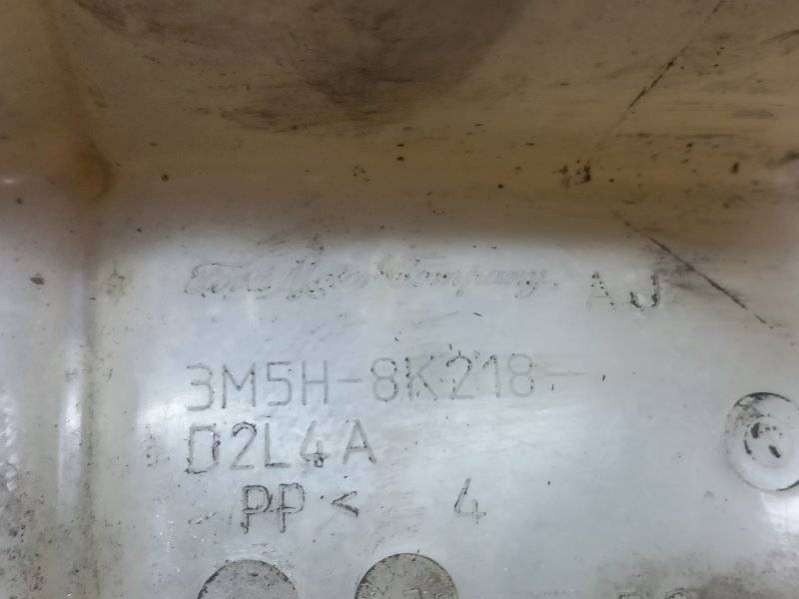 Ford Motor Company AJ
3M5H-8K218-
D2L4A
PP< 4